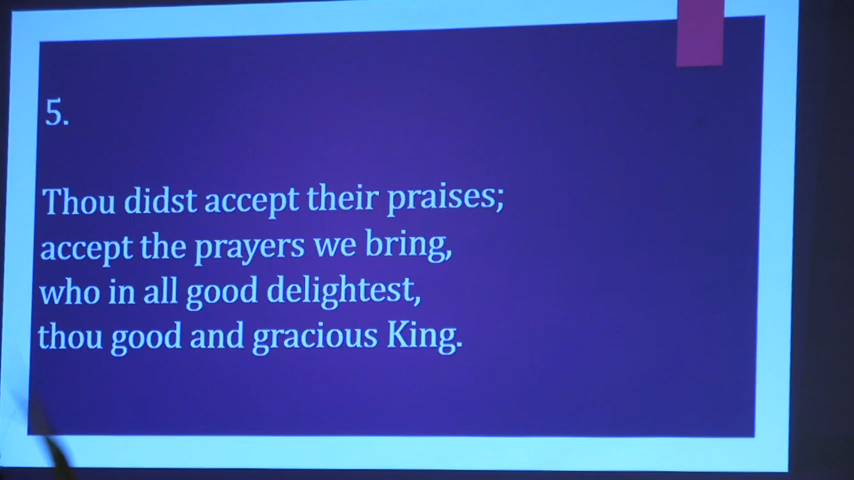 5.
Thou didst accept their praises;
accept the prayers we bring,
who in all good delightest,
thou good and gracious King.